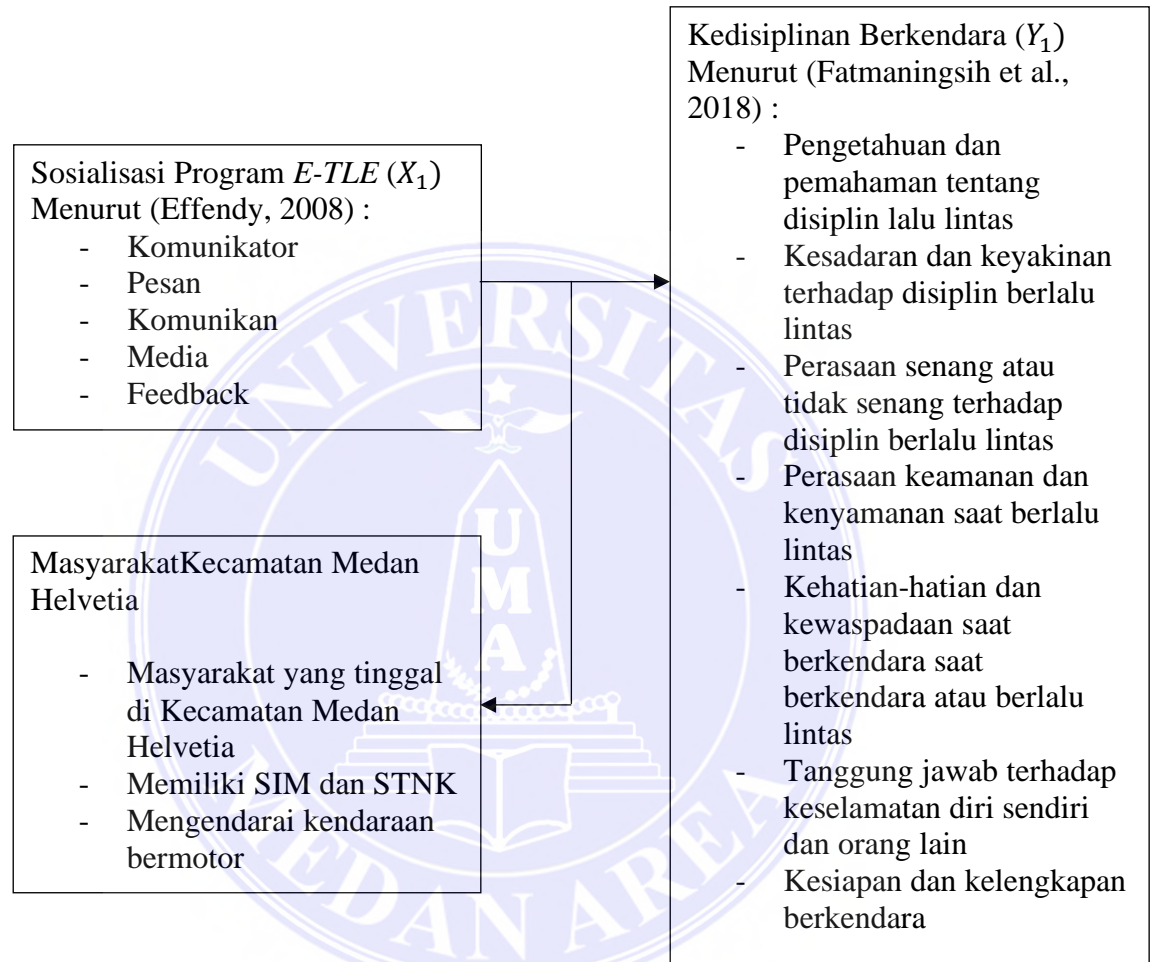 Sosialisasi Program E-TLE (X₁)
Menurut (Effendy, 2008) :
- Komunikator
- Pesan
- Komunikan
- Media
- Feedback
MasyarakatKecamatan Medan
Helvetia
- Masyarakat yang tinggal
di Kecamatan Medan
Helvetia
- Memiliki SIM dan STNK
- Mengendarai kendaraan
bermotor
Kedisiplinan Berkendara (Y₁)
Menurut (Fatmaningsih et al.,
2018) :
- Pengetahuan dan
pemahaman tentang
disiplin lalu lintas
- Kesadaran dan keyakinan
terhadap disiplin berlalu
lintas
- Perasaan senang atau
tidak senang terhadap
disiplin berlalu lintas
- Perasaan keamanan dan
kenyamanan saat berlalu
lintas
- Kehatian-hatian dan
kewaspadaan saat
berkendara saat
berkendara atau berlalu
lintas
- Tanggung jawab terhadap
keselamatan diri sendiri
dan orang lain
- Kesiapan dan kelengkapan
berkendara
UNIVERSITAS
UMA
MEDAN AREA